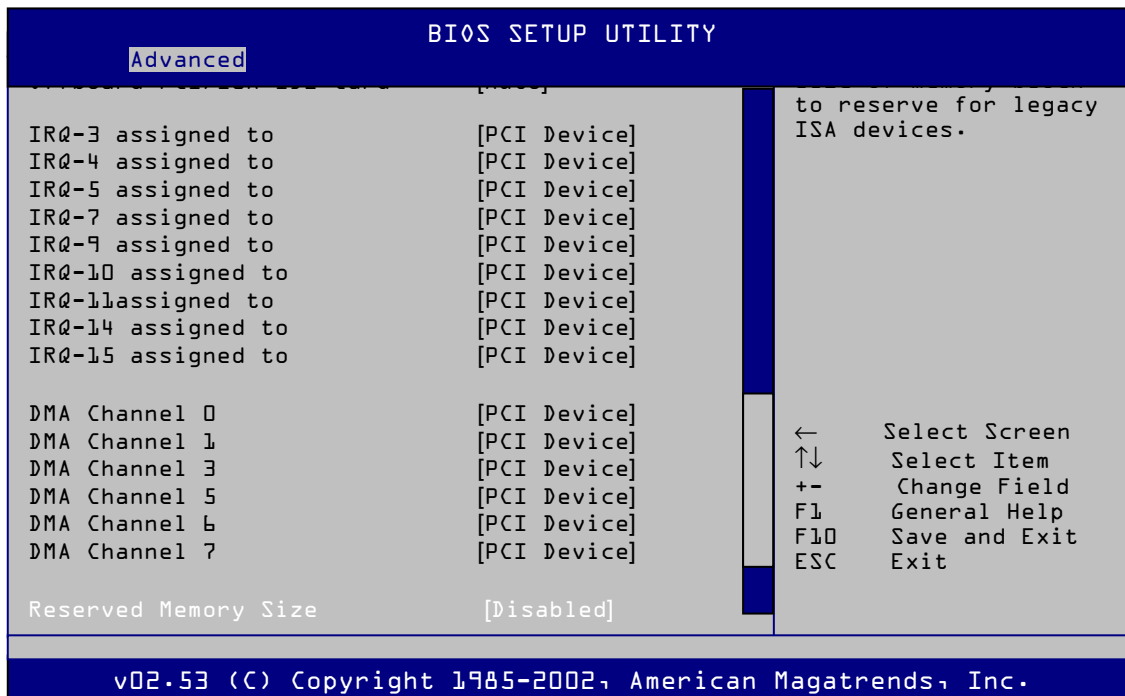 BIOS SETUP UTILITY
Advanced
to reserve for legacy
ISA devices.
IRQ-3 assigned to [PCI Device]
IRQ-4 assigned to [PCI Device]
IRQ-5 assigned to [PCI Device]
IRQ-7 assigned to [PCI Device]
IRQ-9 assigned to [PCI Device]
IRQ-10 assigned to [PCI Device]
IRQ-11assigned to [PCI Device]
IRQ-14 assigned to [PCI Device]
IRQ-15 assigned to [PCI Device]
DMA Channel 0 [PCI Device]
DMA Channel 1 [PCI Device]
DMA Channel 3 [PCI Device]
DMA Channel 5 [PCI Device]
DMA Channel 6 [PCI Device]
DMA Channel 7 [PCI Device]
Reserved Memory Size [Disabled]
← Select Screen
↑↓ Select Item
+- Change Field
F1 General Help
F10 Save and Exit
ESC Exit
v02.53 (C) Copyright 1985-2002, American Magatrends, Inc.